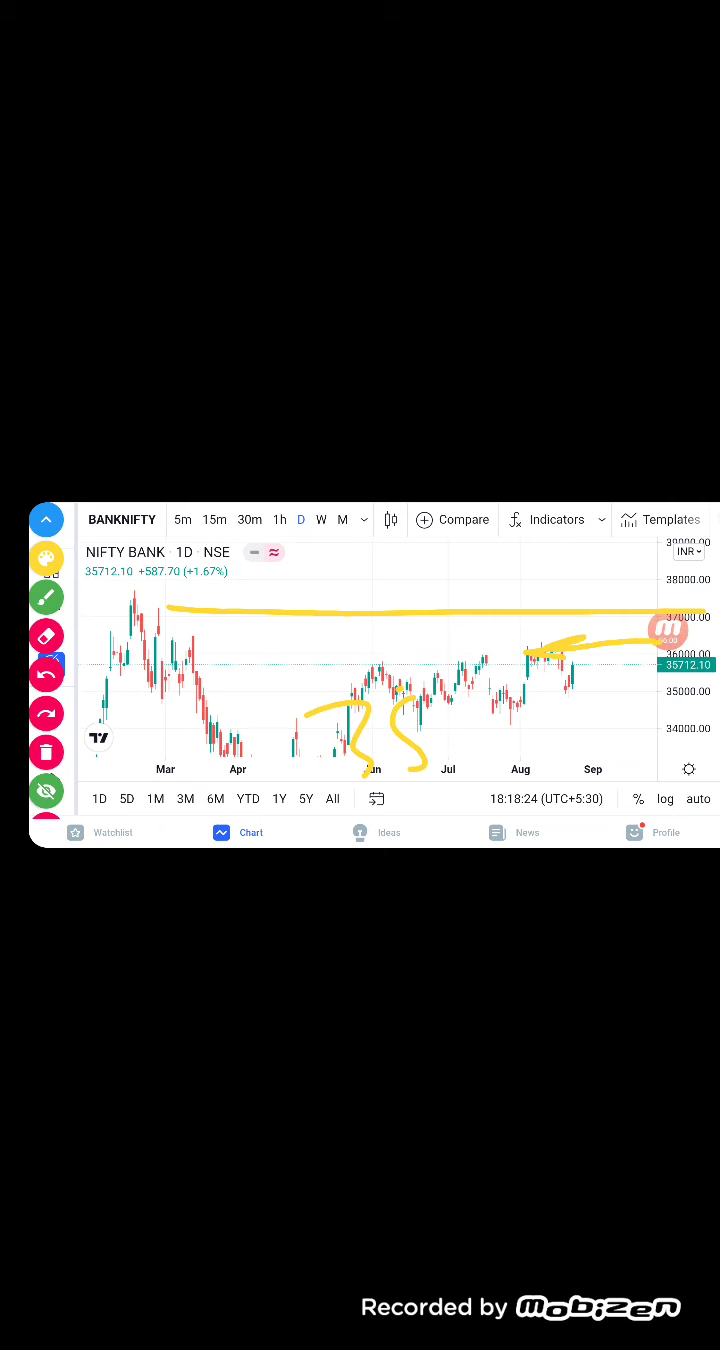 BANKNIFTY 5m 15m 30m 1h D W M Compare Indicators Templates
39000.00
NIFTY BANK · 1D · NSE
INR
35712.10 +587.70 (+1.67%)
38000.00
37000.00
36000.00
35712.10
35000.00
34000.00
Mar Apr Jun Jul Aug Sep
1D 5D 1M 3M 6M YTD 1Y 5Y All 18:18:24 (UTC+5:30) % log auto
Watchlist Chart Ideas News Profile
Recorded by mobizen